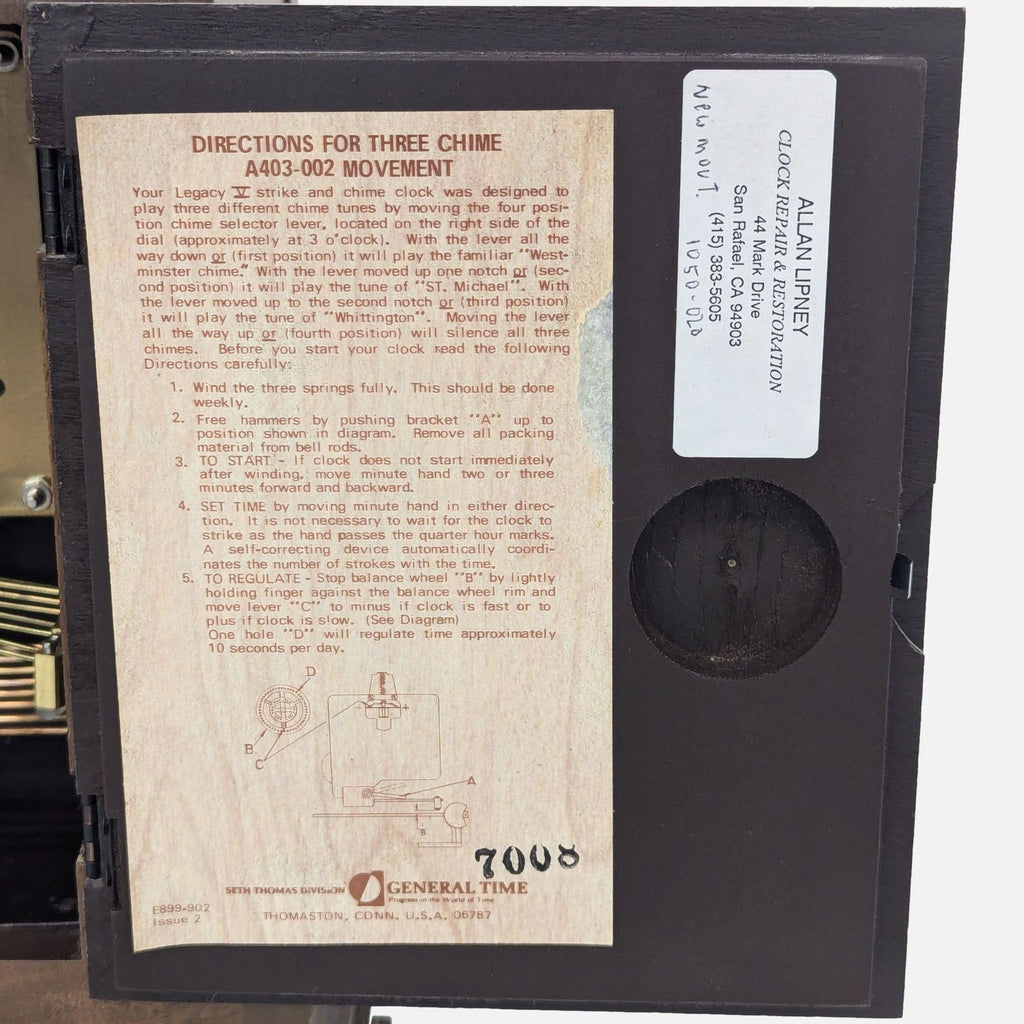 DIRECTIONS FOR THREE CHIME
A403-002 MOVEMENT
Your Legacy V strike and chime clock was designed to
play three different chime tunes by moving the four posi-
tion chime selector lever, located on the right side of the
dial (approximately at 3 o'clock). With the lever all the
way down or (first position) it will play the familiar "West-
minster chime." With the lever moved up one notch or (sec-
ond position) it will play the tune of "ST. Michael". With
the lever moved up to the second notch or (third position)
it will play the tune of "Whittington". Moving the lever
all the way up or (fourth position) will silence all three
chimes. Before you start your clock read the following
Directions carefully:
1. Wind the three springs fully. This should be done
weekly.
2. Free hammers by pushing bracket "A" up to
position shown in diagram. Remove all packing
material from bell rods.
3. TO START - If clock does not start immediately
after winding, move minute hand two or three
minutes forward and backward.
4. SET TIME by moving minute hand in either direc-
tion. It is not necessary to wait for the clock to
strike as the hand passes the quarter hour marks.
A self-correcting device automatically coordi-
nates the number of strokes with the time.
5. TO REGULATE - Stop balance wheel "B" by lightly
holding finger against the balance wheel rim and
move lever "C" to minus if clock is fast or to
plus if clock is slow. (See Diagram)
One hole "D" will regulate time approximately
10 seconds per day.
D
B
C
A
7008
SETH THOMAS DIVISION GENERAL TIME
Progress in the World of Time
E899-902
Issue 2
THOMASTON, CONN. U.S.A. 06787
ALLAN LIPNEY
CLOCK REPAIR & RESTORATION
44 Mark Drive
San Rafael, CA 94903
(415) 383-5605
New movt. 1050-020